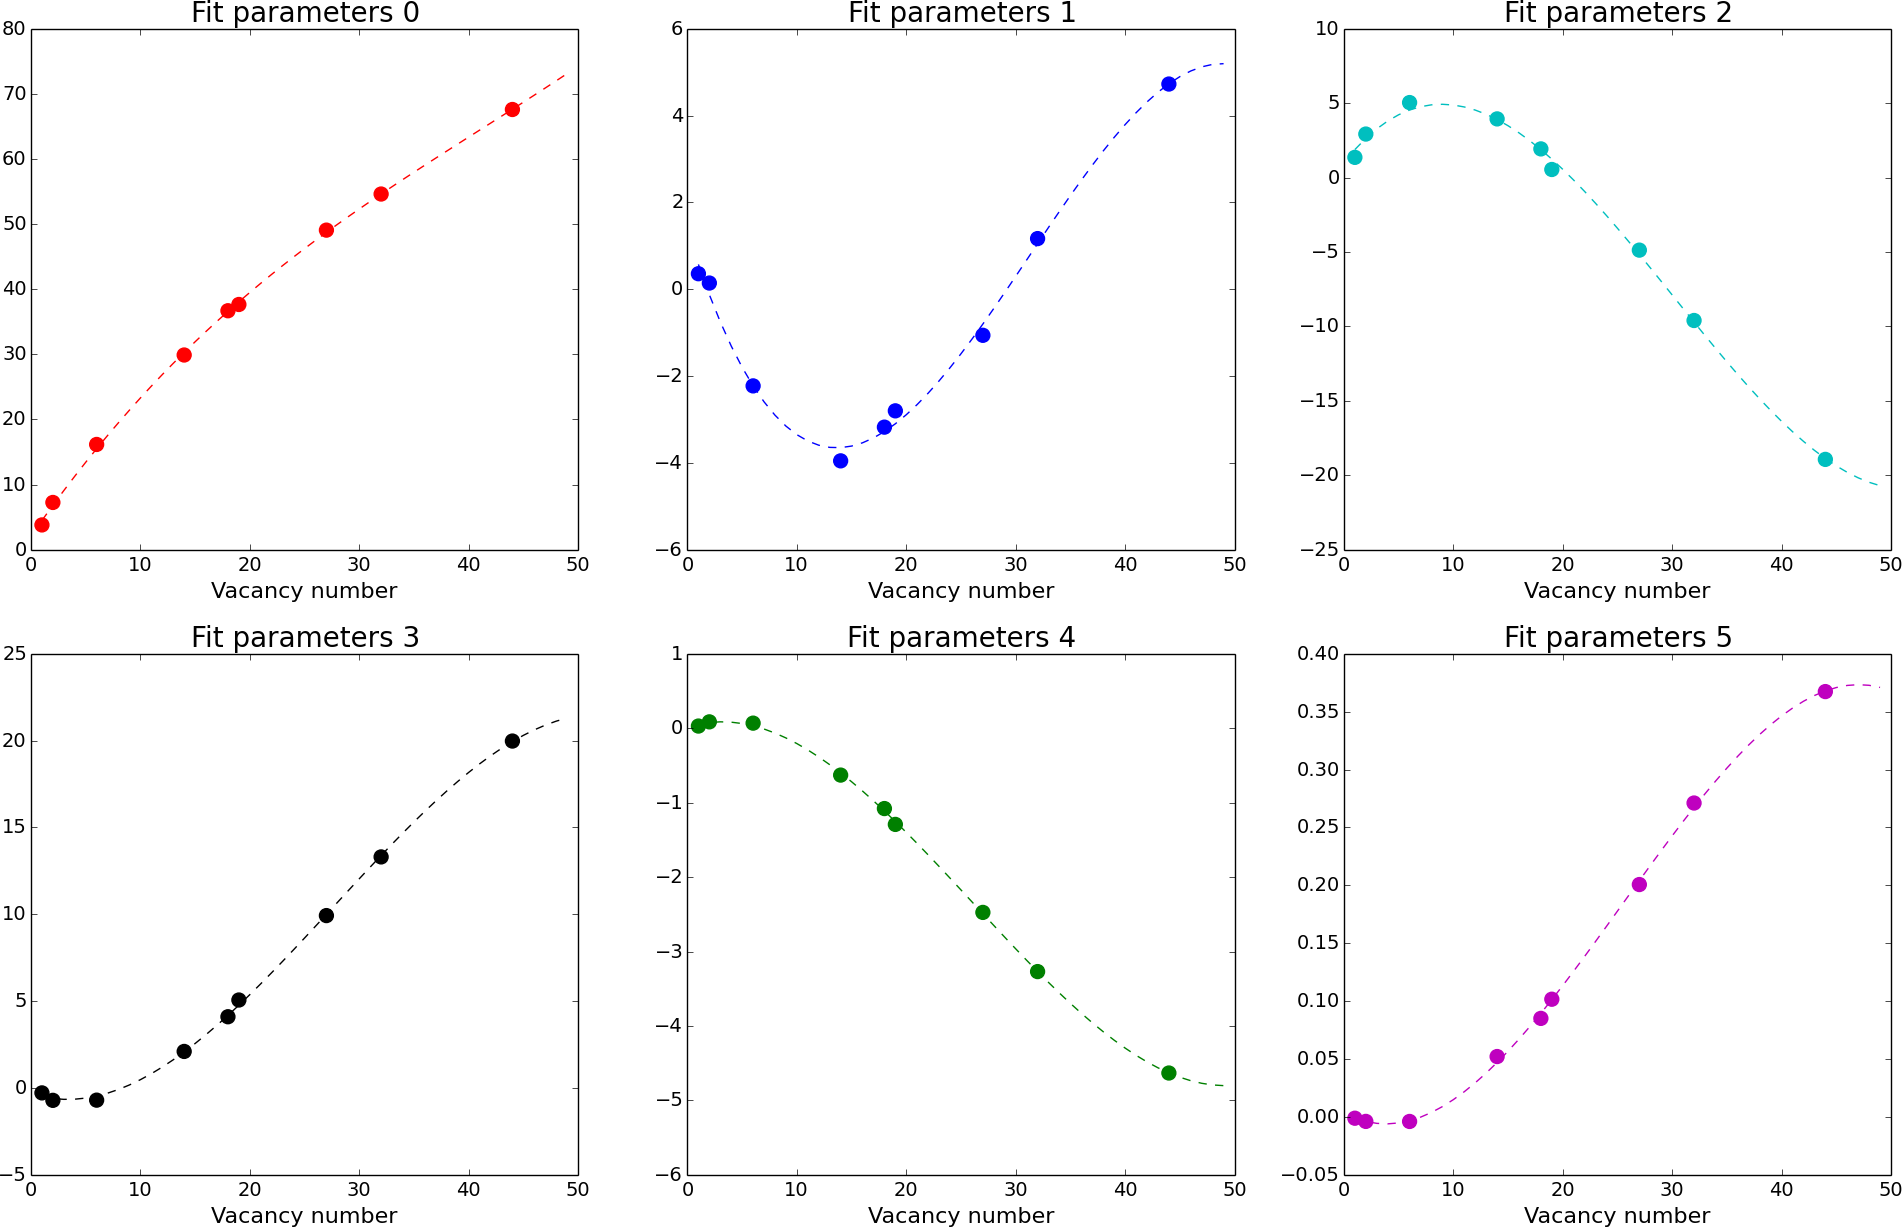 Fit parameters 0
80
70
60
50
40
30
20
10
0
0 10 20 30 40 50
Vacancy number
Fit parameters 1
6
4
2
0
−2
−4
−6
0 10 20 30 40 50
Vacancy number
Fit parameters 2
10
5
0
−5
−10
−15
−20
−25
0 10 20 30 40 50
Vacancy number
Fit parameters 3
25
20
15
10
5
0
−5
0 10 20 30 40 50
Vacancy number
Fit parameters 4
1
0
−1
−2
−3
−4
−5
−6
0 10 20 30 40 50
Vacancy number
Fit parameters 5
0.40
0.35
0.30
0.25
0.20
0.15
0.10
0.05
0.00
−0.05
0 10 20 30 40 50
Vacancy number